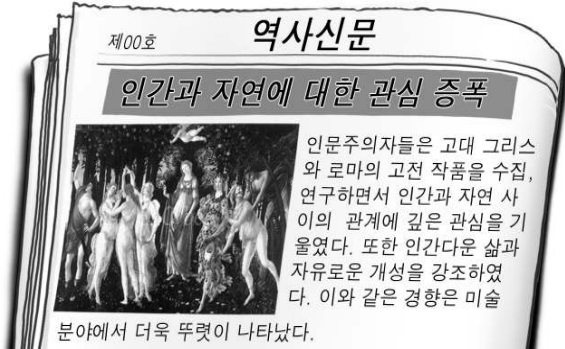 제00호
역사신문
인간과 자연에 대한 관심 증폭
인문주의자들은 고대 그리스
와 로마의 고전 작품을 수집,
연구하면서 인간과 자연 사
이의 관계에 깊은 관심을 기
울였다. 또한 인간다운 삶과
자유로운 개성을 강조하였
다. 이와 같은 경향은 미술
분야에서 더욱 뚜렷이 나타났다.